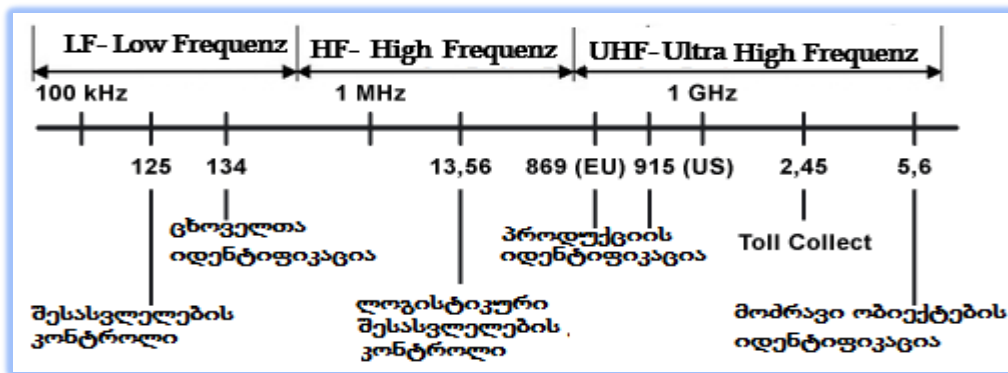 LF- Low Frequenz HF- High Frequenz UHF-Ultra High Frequenz
100 kHz 1 MHz 1 GHz
125 134 13,56 869 (EU) 915 (US) 2,45 5,6
ცხოველთა
იდენტიფიკაცია
პროდუქციის
იდენტიფიკაცია
Toll Collect
შესასვლელების
კონტროლი
ლოგისტიკური
შესასვლელების .
კონტროლი
მოძრავი ობიექტების
იდენტიფიკაცია